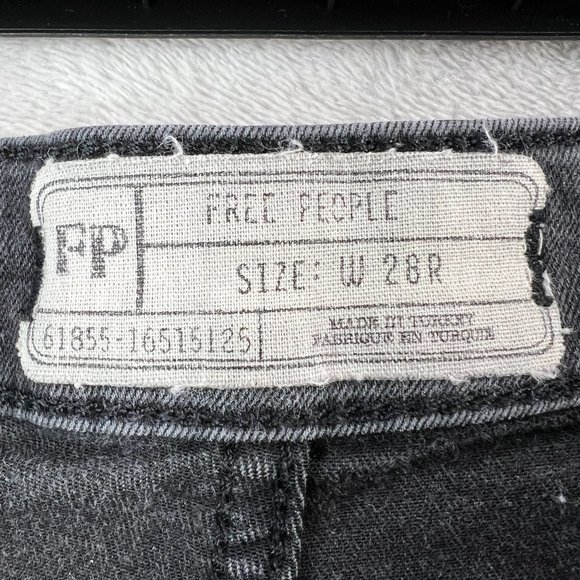 FP
FREE PEOPLE
SIZE: W 28R
61855-16515125
MADE IN TURKEY
FABRIQUE EN TURQUIE